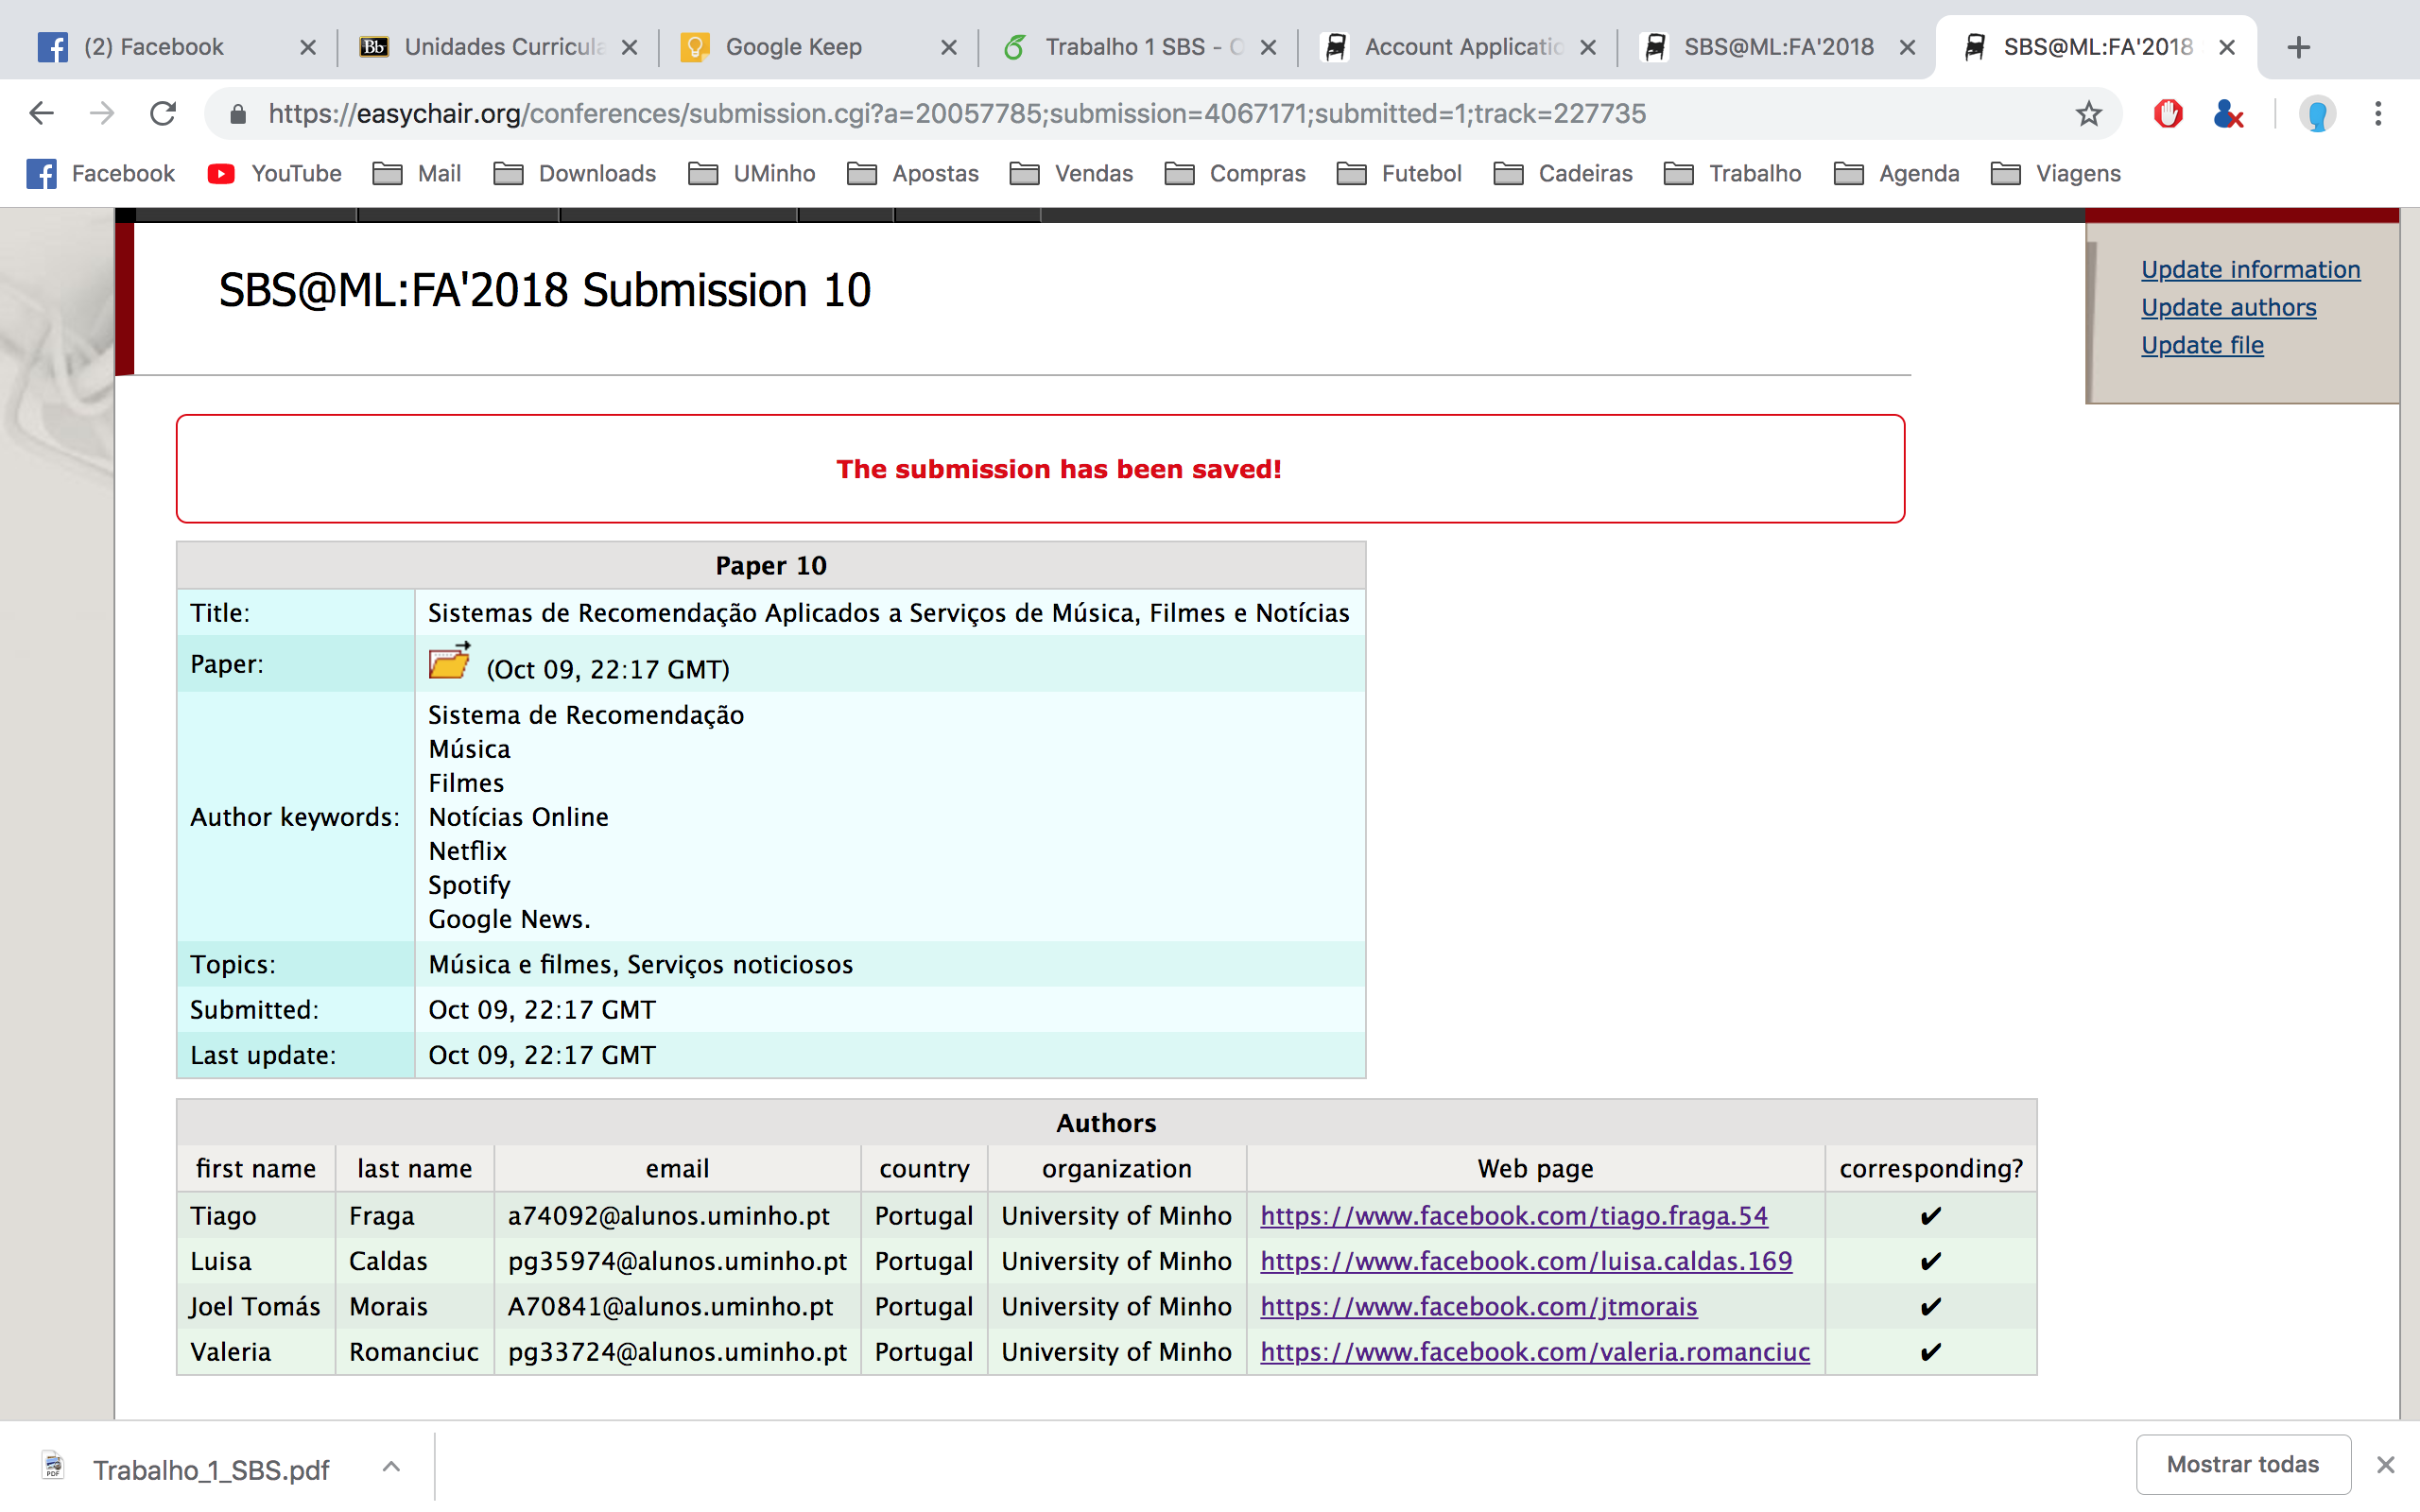 (2) Facebook
Unidades Curricula
Google Keep
Trabalho 1 SBS - O
Account Applicatio
SBS@ML:FA'2018
SBS@ML:FA'2018
https://easychair.org/conferences/submission.cgi?a=20057785;submission=4067171;submitted=1;track=227735
Facebook YouTube Mail Downloads UMinho Apostas Vendas Compras Futebol Cadeiras Trabalho Agenda Viagens
SBS@ML:FA'2018 Submission 10
Update information
Update authors
Update file
The submission has been saved!
Paper 10
Title: Sistemas de Recomendação Aplicados a Serviços de Música, Filmes e Notícias
Paper: (Oct 09, 22:17 GMT)
Author keywords: Sistema de Recomendação
Música
Filmes
Notícias Online
Netflix
Spotify
Google News.
Topics: Música e filmes, Serviços noticiosos
Submitted: Oct 09, 22:17 GMT
Last update: Oct 09, 22:17 GMT
Authors
first name last name email country organization Web page corresponding?
Tiago Fraga a74092@alunos.uminho.pt Portugal University of Minho https://www.facebook.com/tiago.fraga.54 ✔
Luisa Caldas pg35974@alunos.uminho.pt Portugal University of Minho https://www.facebook.com/luisa.caldas.169 ✔
Joel Tomás Morais A70841@alunos.uminho.pt Portugal University of Minho https://www.facebook.com/jtmorais ✔
Valeria Romanciuc pg33724@alunos.uminho.pt Portugal University of Minho https://www.facebook.com/valeria.romanciuc ✔
Trabalho_1_SBS.pdf
Mostrar todas